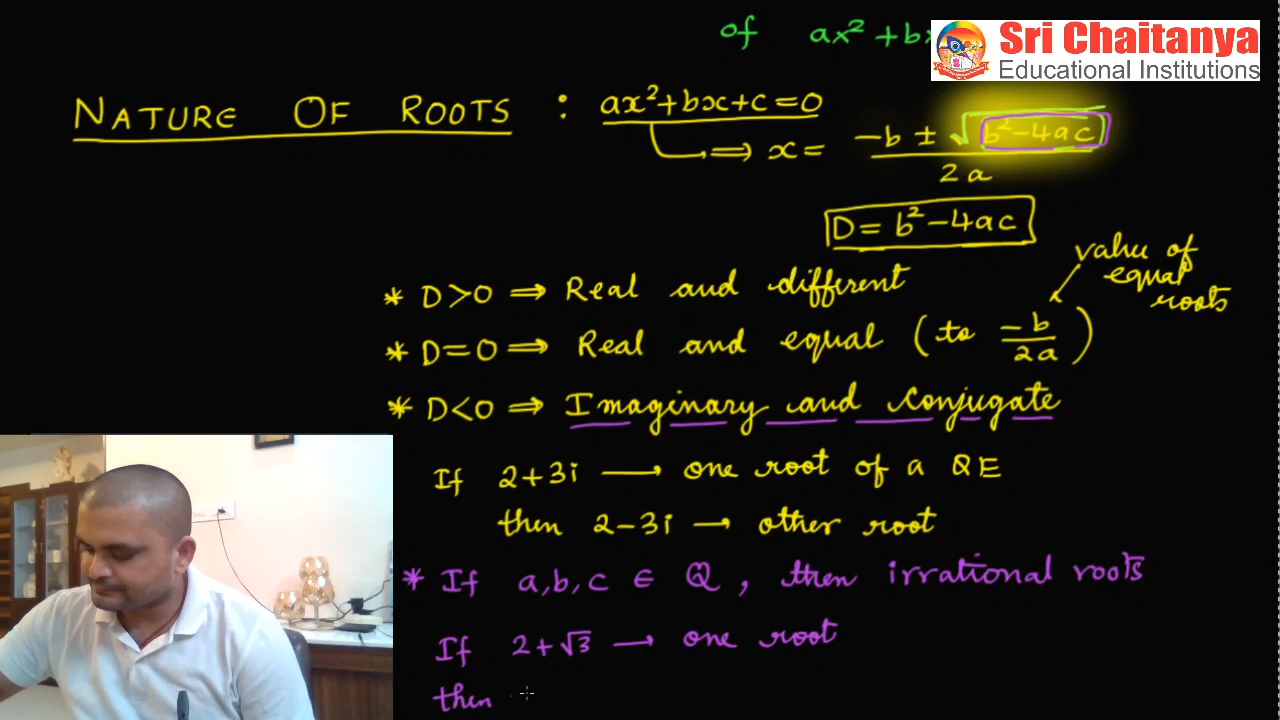 of ax² + bx
Sri Chaitanya
Educational Institutions
NATURE OF ROOTS : ax²+bx+c=0
⟹ x = (-b ± √(b²-4ac))/2a
D = b²-4ac
value of
equal
roots
* D>0 ⟹ Real and different
* D=0 ⟹ Real and equal (to -b/2a)
* D<0 ⟹ Imaginary and conjugate
If 2+3i ⟶ one root of a QE
then 2-3i ⟶ other root
* If a,b,c ∈ Q, then irrational roots
If 2+√3 ⟶ one root
then